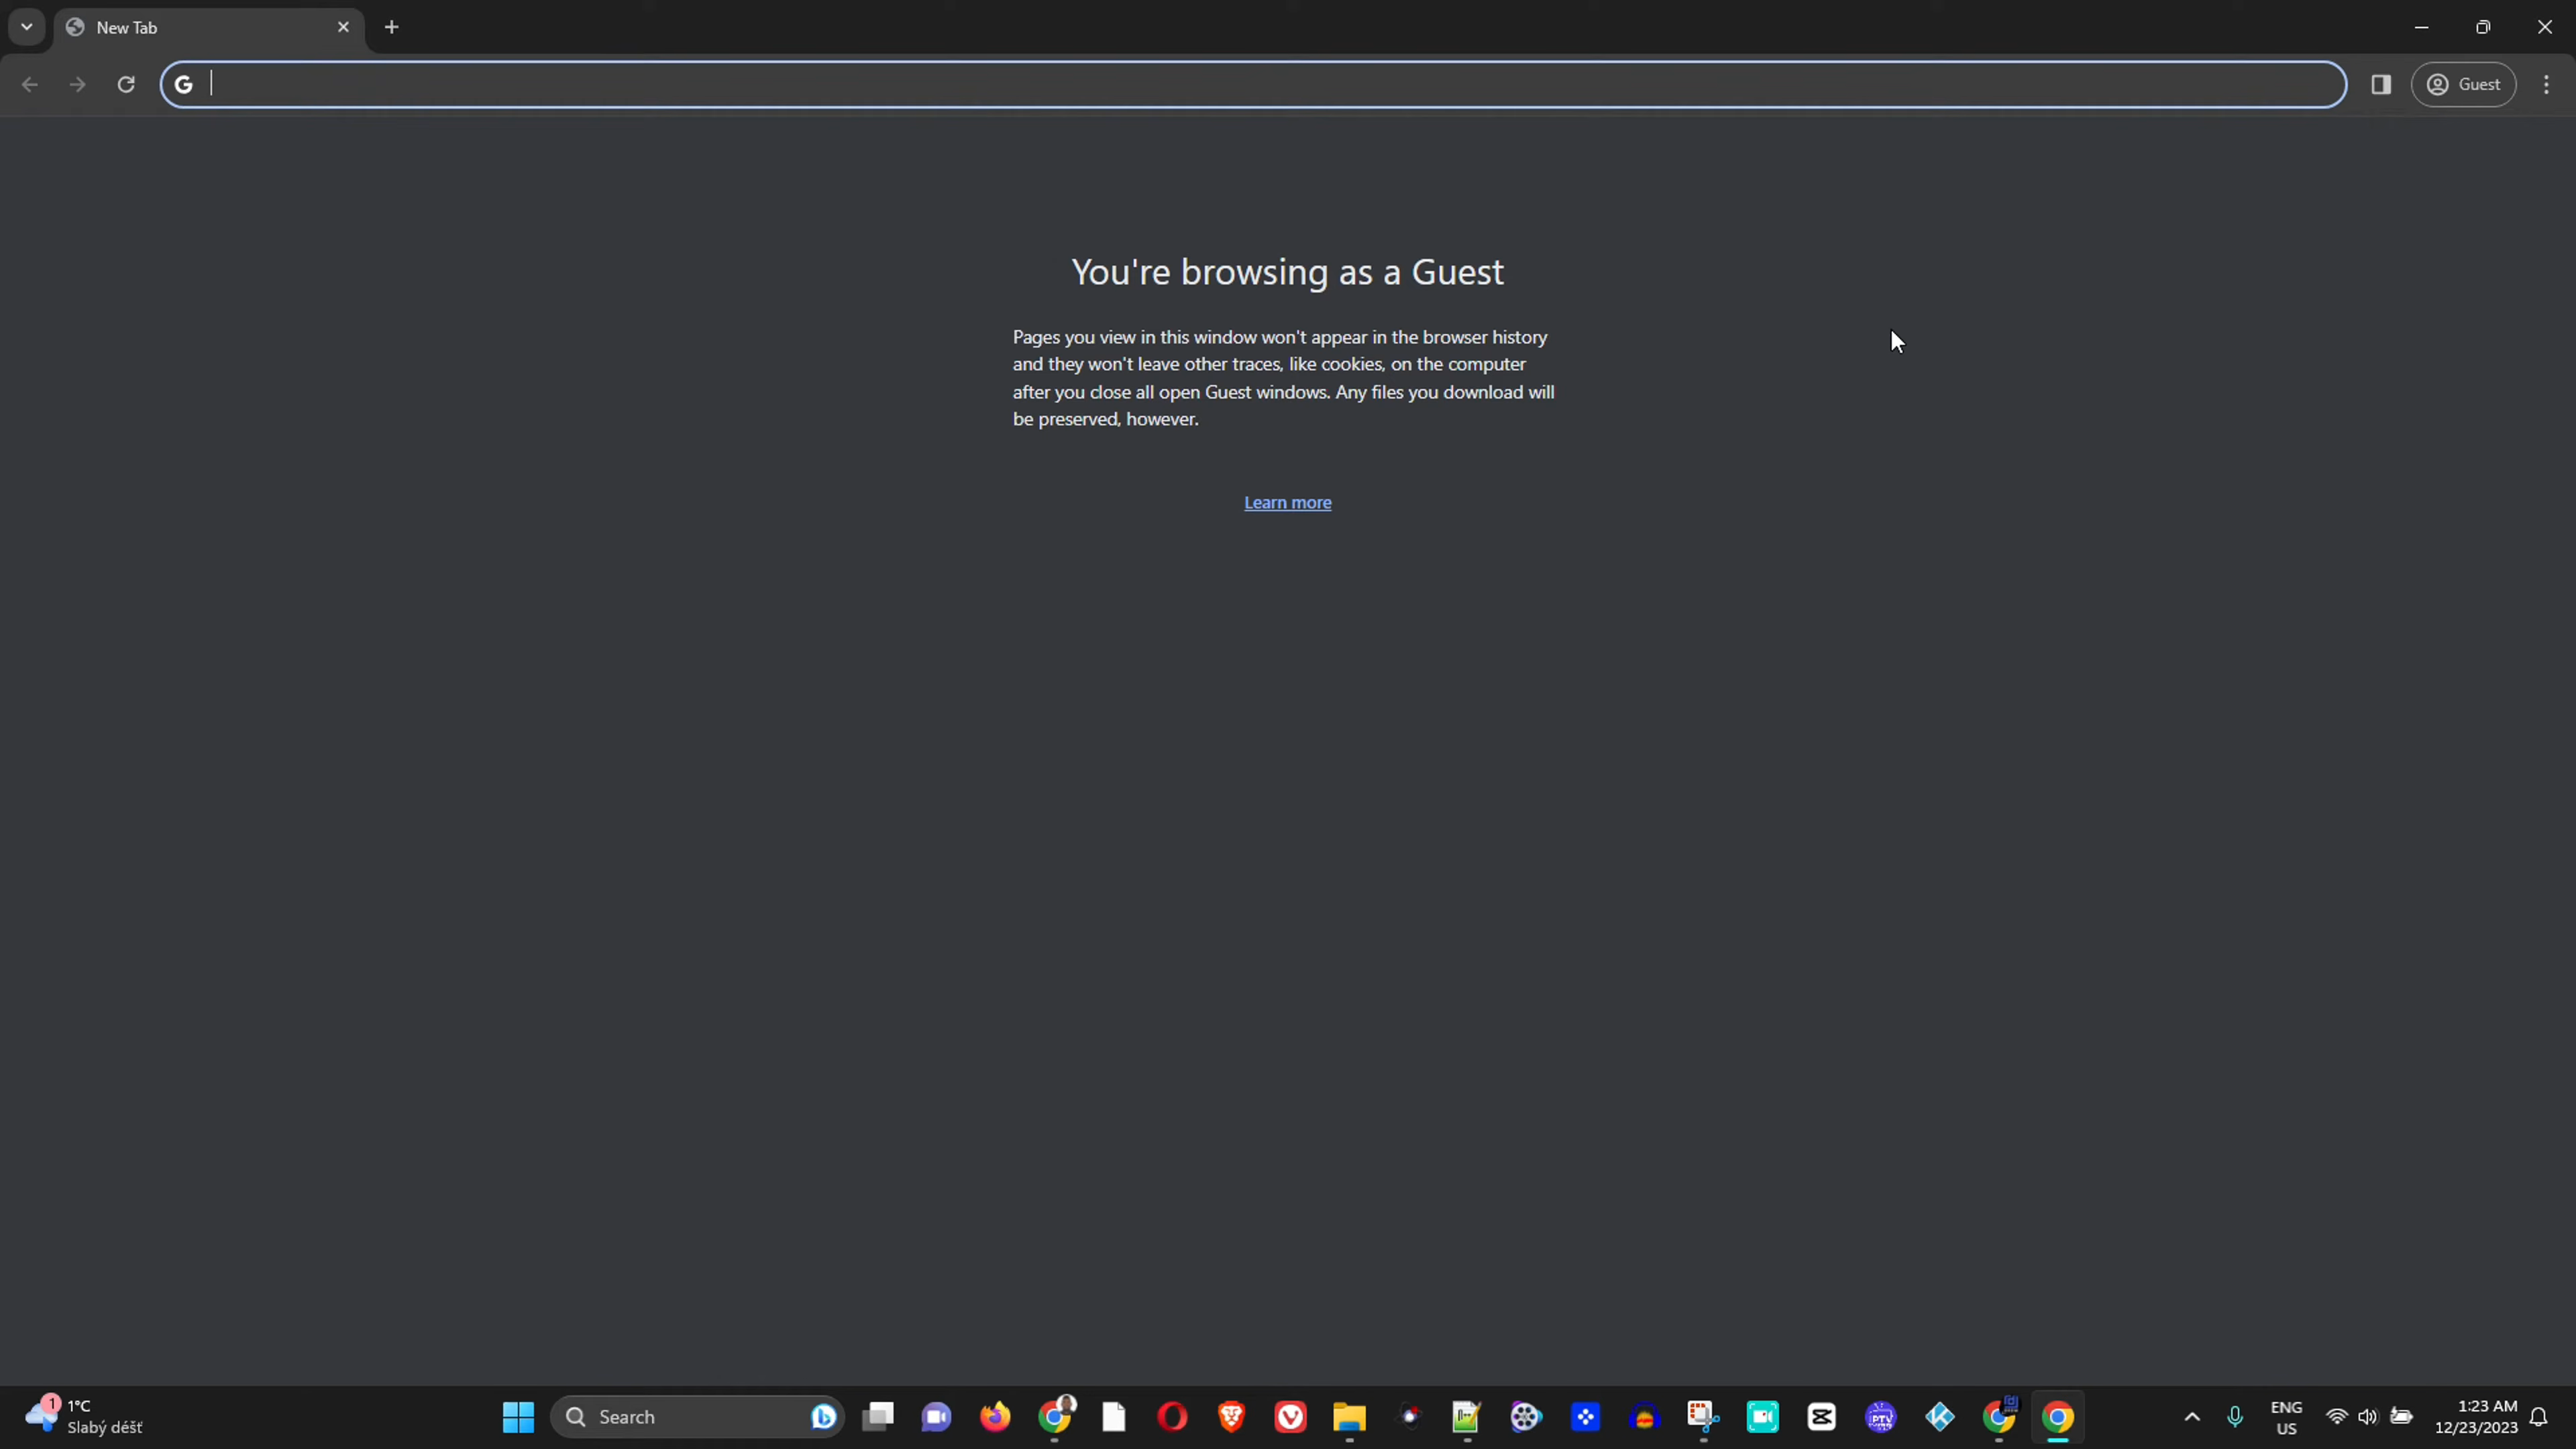 New Tab
Guest
You're browsing as a Guest
Pages you view in this window won't appear in the browser history
and they won't leave other traces, like cookies, on the computer
after you close all open Guest windows. Any files you download will
be preserved, however.
Learn more
1
1°C
Slabý déšť
Search
IPTV
ENG
US
1:23 AM
12/23/2023